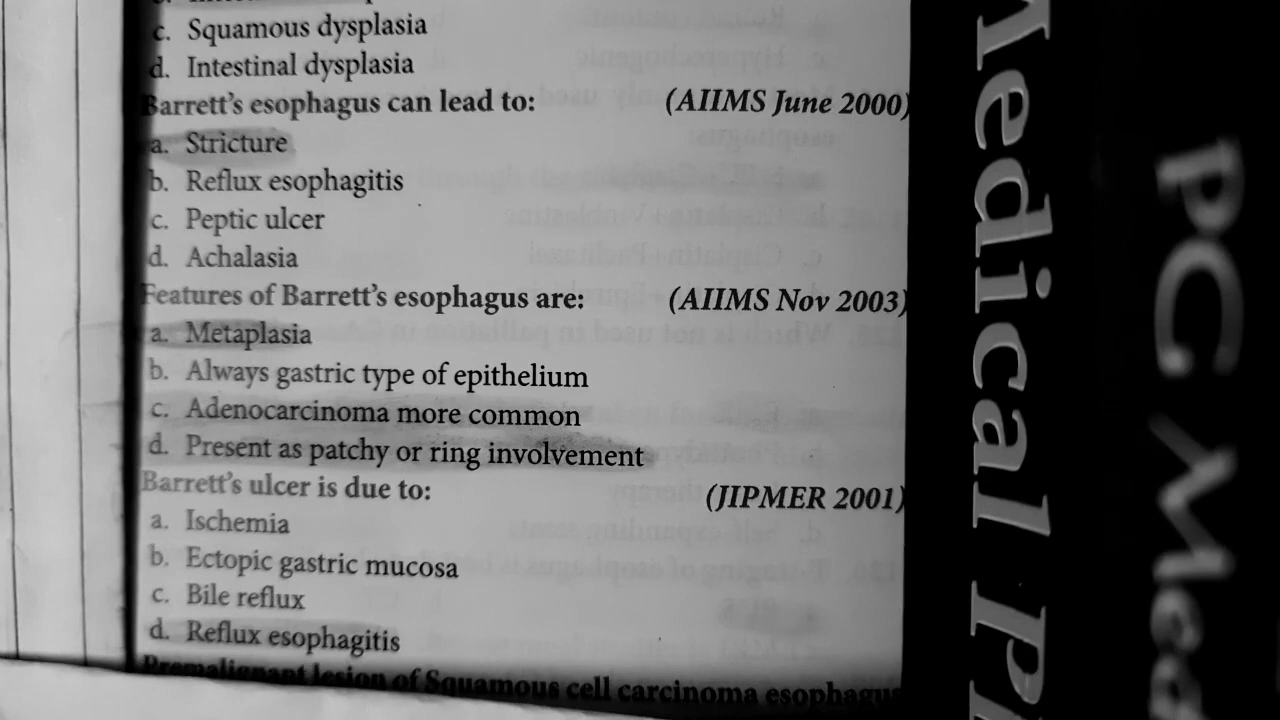 c. Squamous dysplasia
d. Intestinal dysplasia
Barrett's esophagus can lead to: (AIIMS June 2000)
a. Stricture
b. Reflux esophagitis
c. Peptic ulcer
d. Achalasia
Features of Barrett's esophagus are: (AIIMS Nov 2003)
a. Metaplasia
b. Always gastric type of epithelium
c. Adenocarcinoma more common
d. Present as patchy or ring involvement
Barrett's ulcer is due to: (JIPMER 2001)
a. Ischemia
b. Ectopic gastric mucosa
c. Bile reflux
d. Reflux esophagitis
Premalignant lesion of Squamous cell carcinoma esophagus
Medical
PC